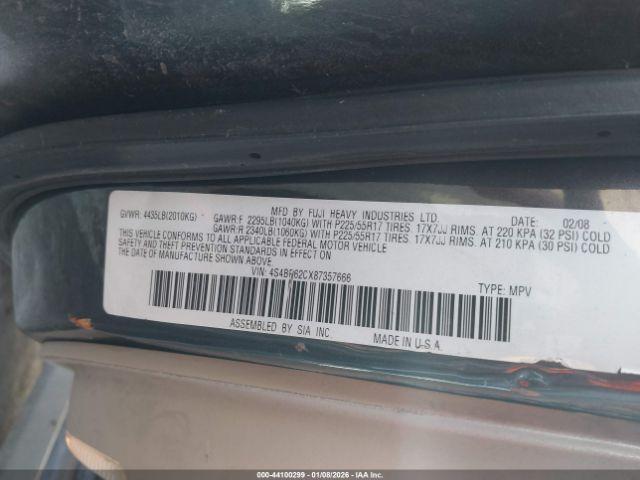 MFD BY FUJI HEAVY INDUSTRIES LTD. 02/08
GVWR: 4435LB(2010KG) GAWR:F 2295LB(1040KG) WITH P225/55R17 TIRES. 17X7JJ RIMS. AT 220 KPA (32 PSI) COLD
GAWR:R 2340LB(1060KG) WITH P225/55R17 TIRES. 17X7JJ RIMS. AT 210 KPA (30 PSI) COLD
THIS VEHICLE CONFORMS TO ALL APPLICABLE FEDERAL MOTOR VEHICLE
SAFETY AND THEFT PREVENTION STANDARDS IN EFFECT ON
THE DATE OF MANUFACTURE SHOWN ABOVE.
VIN: 4S4BP62CX87357666 TYPE: MPV
ASSEMBLED BY SIA INC. MADE IN U.S.A.
000-44100299 - 01/08/2026 - IAAI.CA